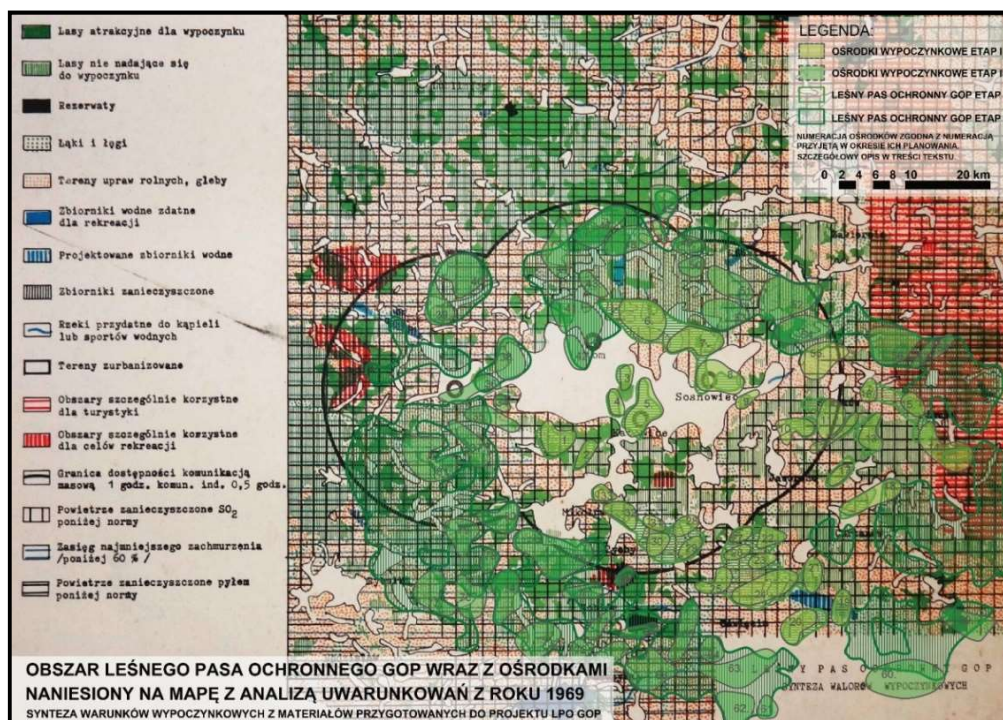 Lasy atrakcyjne dla wypoczynku
Lasy nie nadające się
do wypoczynku
Rezerwaty
Łąki i łęgi
Tereny upraw rolnych, gleby
Zbiorniki wodne zdatne
dla rekreacji
Projektowane zbiorniki wodne
Zbiorniki zanieczyszczone
Rzeki przydatne do kąpieli
lub sportów wodnych
Tereny zurbanizowane
Obszary szczególnie korzystne
dla turystyki
Obszary szczególnie korzystne
dla celów rekreacji
Granica dostępności komunikacją
masową 1 godz. komun. ind. 0,5 godz.
Powietrze zanieczyszczone SO2
poniżej normy
Zasięg najmniejszego zachmurzenia
/poniżej 60 % /
Powietrze zanieczyszczone pyłem
poniżej normy
LEGENDA:
OŚRODKI WYPOCZYNKOWE ETAP I
OŚRODKI WYPOCZYNKOWE ETAP I
LEŚNY PAS OCHRONNY GOP ETAP
LEŚNY PAS OCHRONNY GOP ETAP
NUMERACJA OŚRODKÓW ZGODNA Z NUMERACJĄ
PRZYJĘTĄ W OKRESIE ICH PLANOWANIA.
SZCZEGÓŁOWY OPIS W TREŚCI TEKSTU
0 2 4 6 8 10 20 km
Sosnowiec
PAS GOP
SYNTEZA WALORÓW WYPOCZYNKOWYCH
60.
62.
OBSZAR LEŚNEGO PASA OCHRONNEGO GOP WRAZ Z OŚRODKAMI
NANIESIONY NA MAPĘ Z ANALIZĄ UWARUNKOWAŃ Z ROKU 1969
SYNTEZA WARUNKÓW WYPOCZYNKOWYCH Z MATERIAŁÓW PRZYGOTOWANYCH DO PROJEKTU LPO GOP